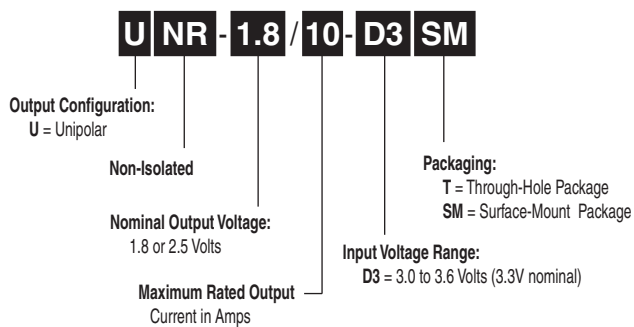 U NR - 1.8 / 10 - D3 SM
Output Configuration:
U = Unipolar
Non-Isolated
Nominal Output Voltage:
1.8 or 2.5 Volts
Maximum Rated Output
Current in Amps
Input Voltage Range:
D3 = 3.0 to 3.6 Volts (3.3V nominal)
Packaging:
T = Through-Hole Package
SM = Surface-Mount Package